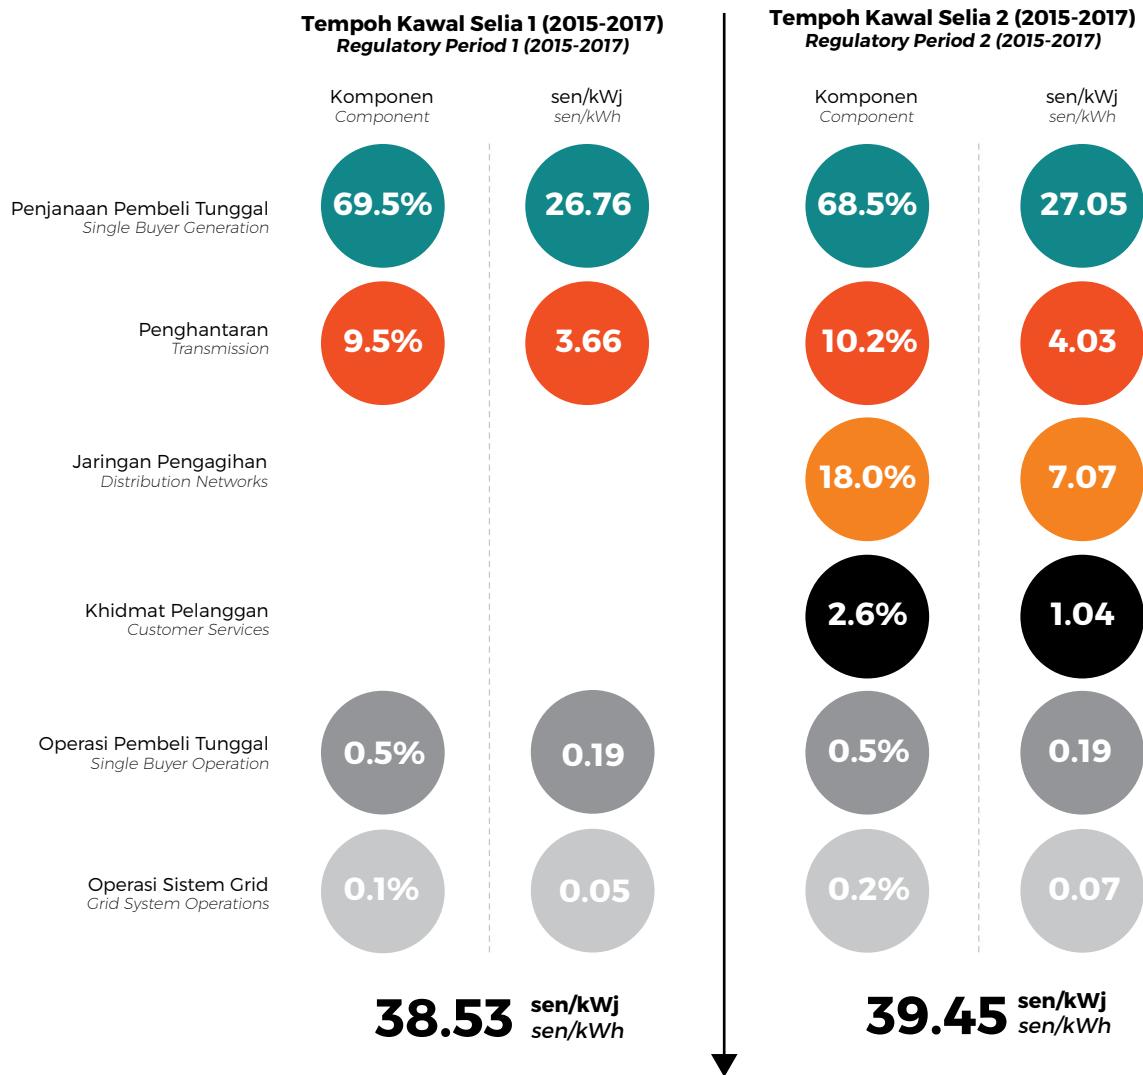 Tempoh Kawal Selia 1 (2015-2017)
Regulatory Period 1 (2015-2017)
Tempoh Kawal Selia 2 (2015-2017)
Regulatory Period 2 (2015-2017)
Komponen
Component
sen/kWj
sen/kWh
Komponen
Component
sen/kWj
sen/kWh
Penjanaan Pembeli Tunggal
Single Buyer Generation
69.5%
26.76
68.5%
27.05
Penghantaran
Transmission
9.5%
3.66
10.2%
4.03
Jaringan Pengagihan
Distribution Networks
18.0%
7.07
Khidmat Pelanggan
Customer Services
2.6%
1.04
Operasi Pembeli Tunggal
Single Buyer Operation
0.5%
0.19
0.5%
0.19
Operasi Sistem Grid
Grid System Operations
0.1%
0.05
0.2%
0.07
38.53 sen/kWj
sen/kWh
39.45 sen/kWj
sen/kWh